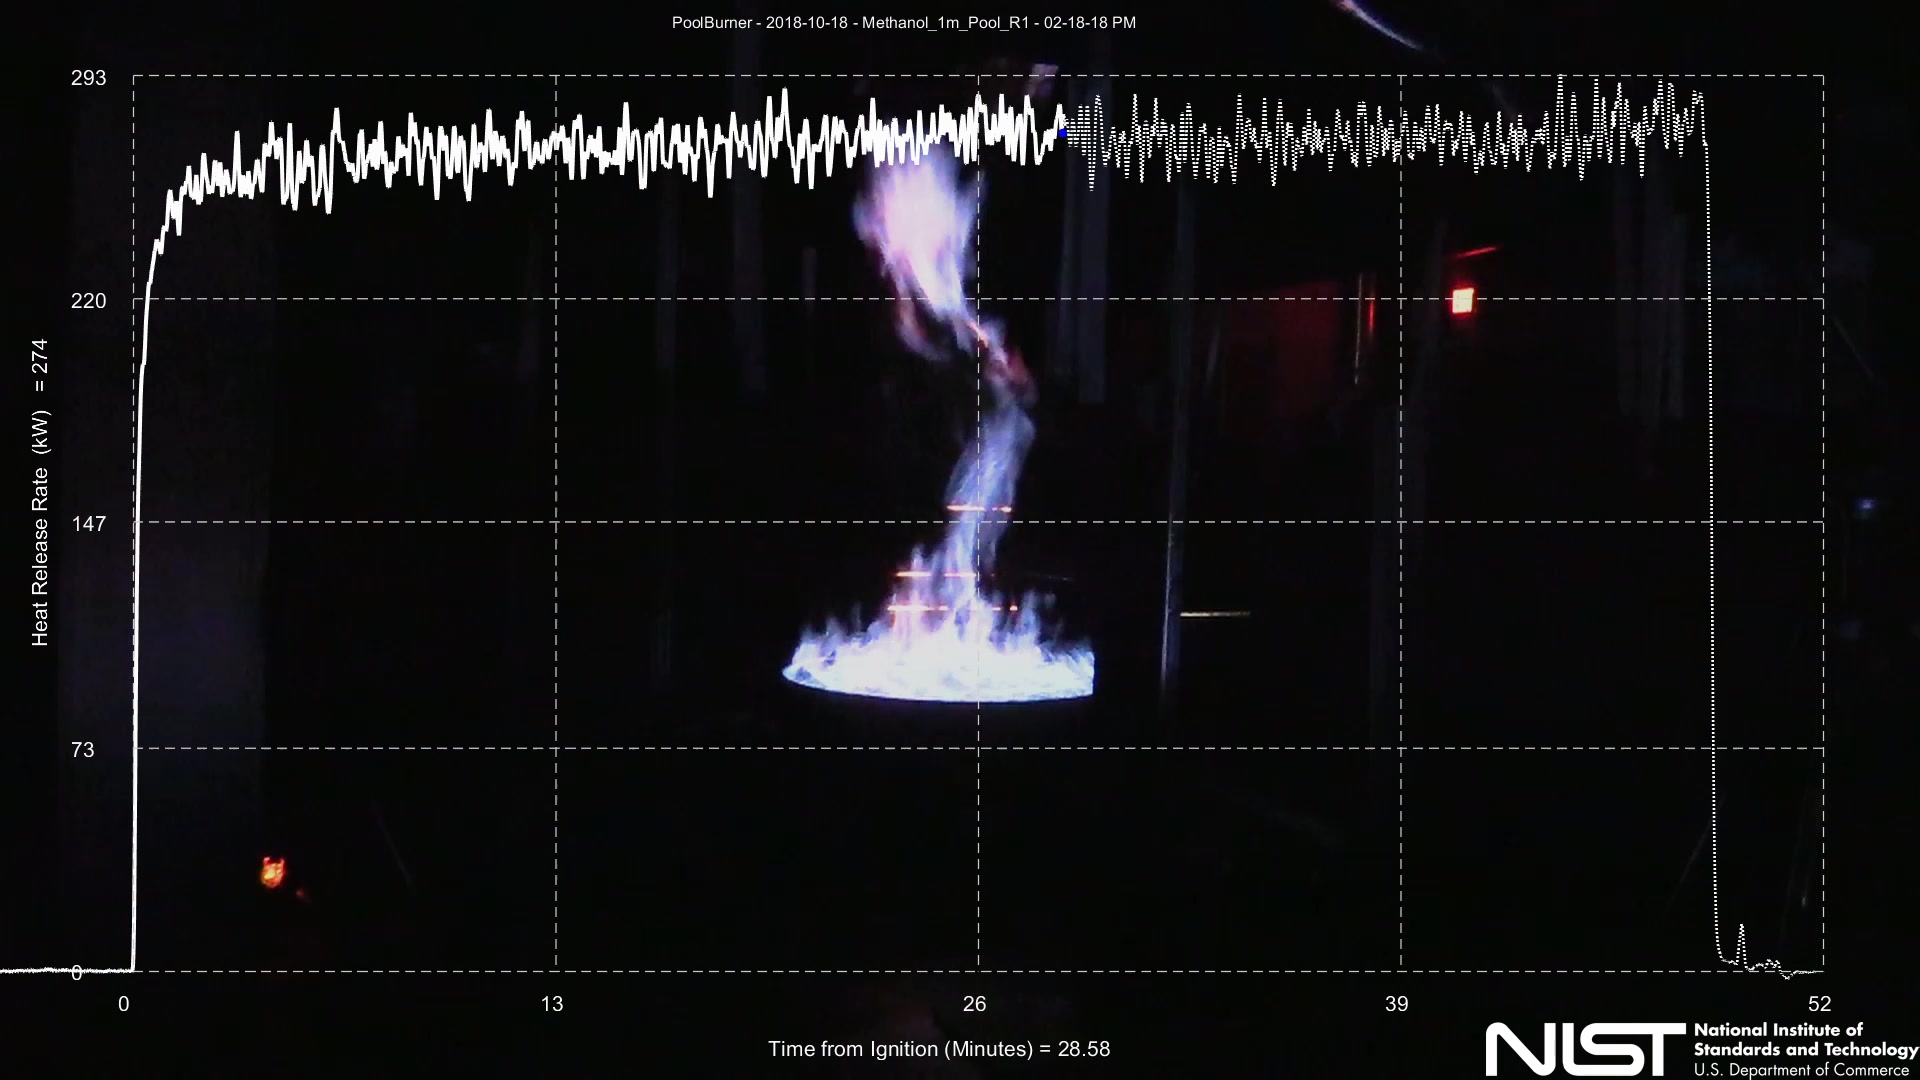 PoolBurner - 2018-10-18 - Methanol_1m_Pool_R1 - 02-18-18 PM
293
220
147
73
0
Heat Release Rate (kW) = 274
0
13
26
39
52
Time from Ignition (Minutes) = 28.58
NIST
National Institute of
Standards and Technology
U.S. Department of Commerce